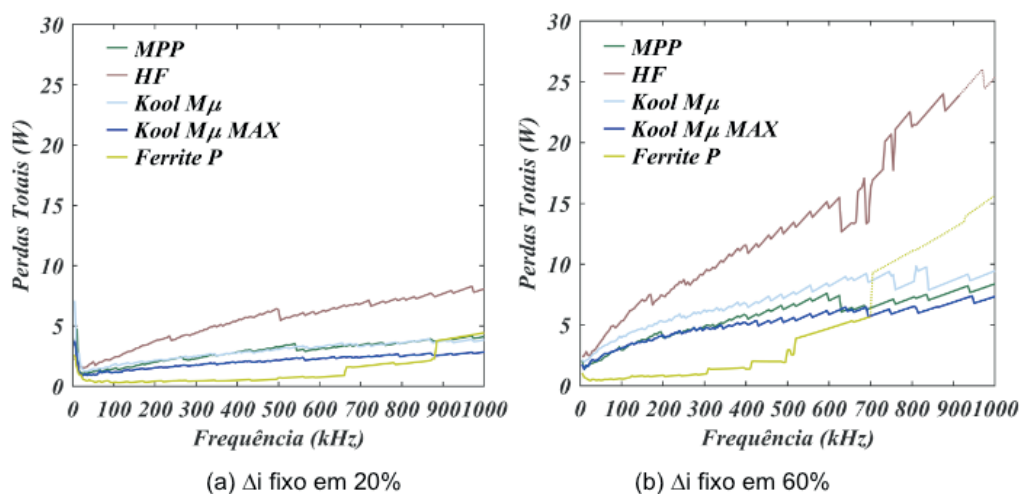 30
25
20
15
10
5
0
Perdas Totais (W)
MPP
HF
Kool Mμ
Kool Mμ MAX
Ferrite P
0 100 200 300 400 500 600 700 800 9001000
Frequência (kHz)
(a) Δi fixo em 20%
30
25
20
15
10
5
0
Perdas Totais (W)
MPP
HF
Kool Mμ
Kool Mμ MAX
Ferrite P
0 100 200 300 400 500 600 700 800 9001000
Frequência (kHz)
(b) Δi fixo em 60%